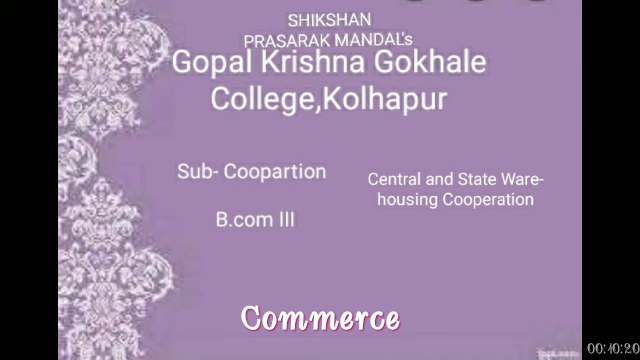 SHIKSHAN
PRASARAK MANDAL's
Gopal Krishna Gokhale
College,Kolhapur
Sub- Coopartion
Central and State Ware-
housing Cooperation
B.com III
Commerce
00:10:20